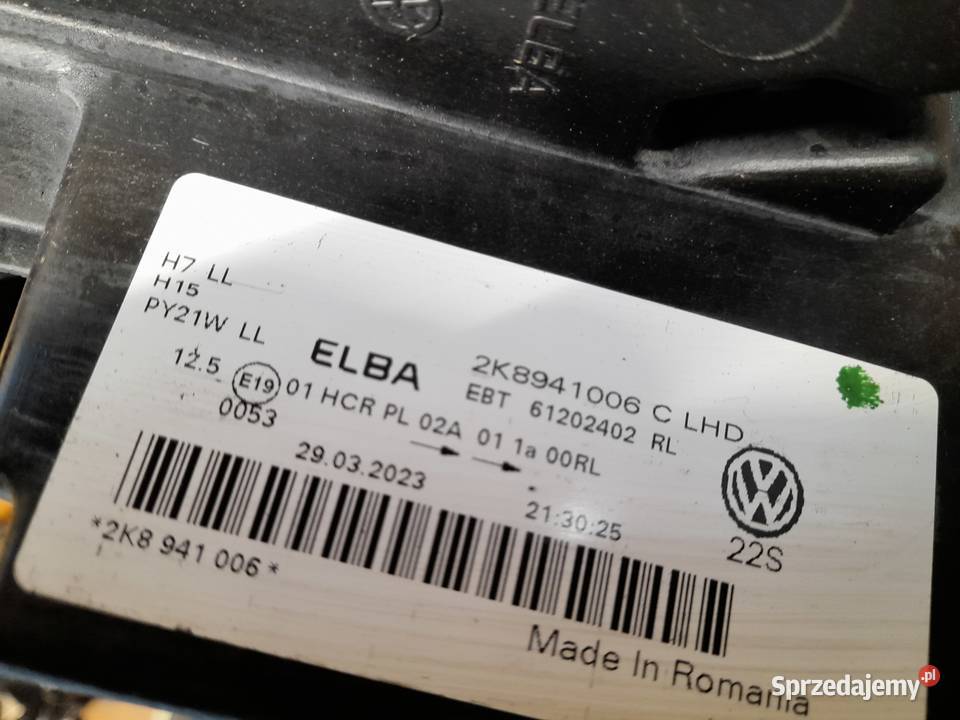 ELBA
H7 LL
H15
PY21W LL
12.5 E19 01 HCR PL 02A 01 1a 00RL
0053
ELBA
2K8941006 C LHD
EBT 61202402 RL
29.03.2023 21:30:25
22S
*2K8 941 006*
Made In Romania
Sprzedajemy.pl